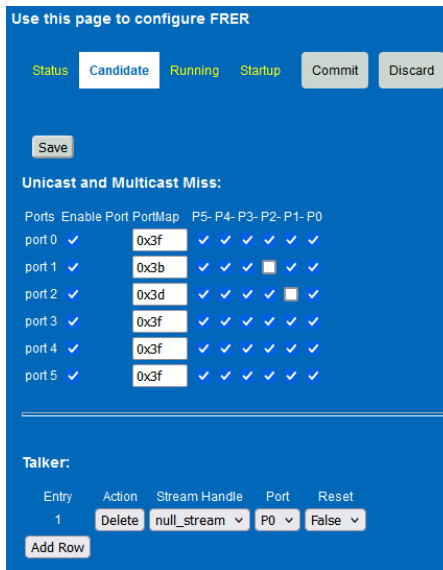 Use this page to configure FRER
Status Candidate Running Startup Commit Discard
Save
Unicast and Multicast Miss:
Ports Enable Port PortMap P5- P4- P3- P2- P1- P0
port 0 0x3f
port 1 0x3b
port 2 0x3d
port 3 0x3f
port 4 0x3f
port 5 0x3f
Talker:
Entry Action Stream Handle Port Reset
1 Delete null_stream P0 False
Add Row